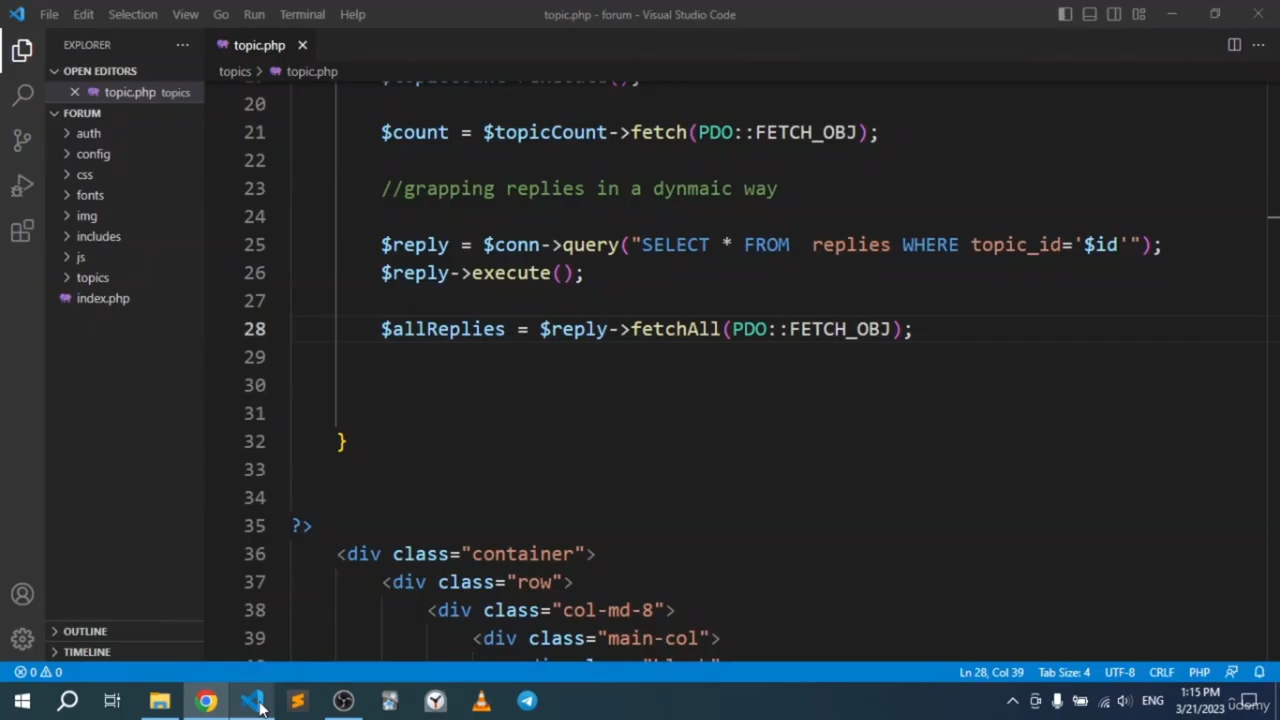 File Edit Selection View Go Run Terminal Help topic.php - forum - Visual Studio Code
EXPLORER ··· topic.php
OPEN EDITORS topics > topic.php
topic.php topics
FORUM
auth
config
css
fonts
img
includes
js
topics
index.php
20
21 $count = $topicCount->fetch(PDO::FETCH_OBJ);
22
23 //grapping replies in a dynmaic way
24
25 $reply = $conn->query("SELECT * FROM  replies WHERE topic_id='$id'");
26 $reply->execute();
27
28 $allReplies = $reply->fetchAll(PDO::FETCH_OBJ);
29
30
31
32 }
33
34
35 ?>
36 <div class="container">
37 <div class="row">
38 <div class="col-md-8">
39 <div class="main-col">
OUTLINE
TIMELINE
0 0 Ln 28, Col 39 Tab Size: 4 UTF-8 CRLF PHP
ENG 1:15 PM
3/21/2023
udemy